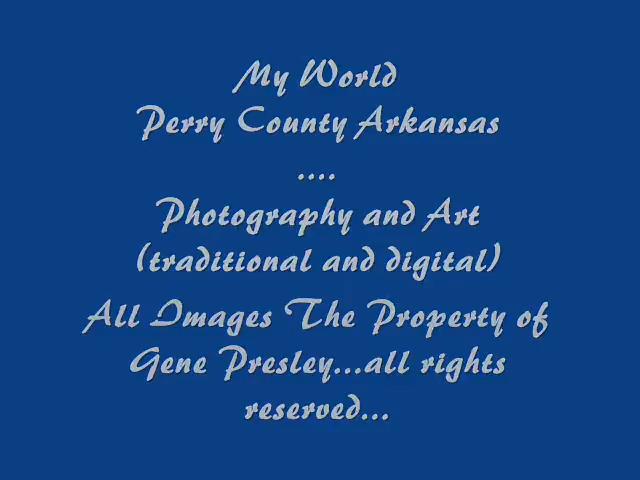 My World
Perry County Arkansas
....
Photography and Art
(traditional and digital)
All Images The Property of
Gene Presley...all rights
reserved...